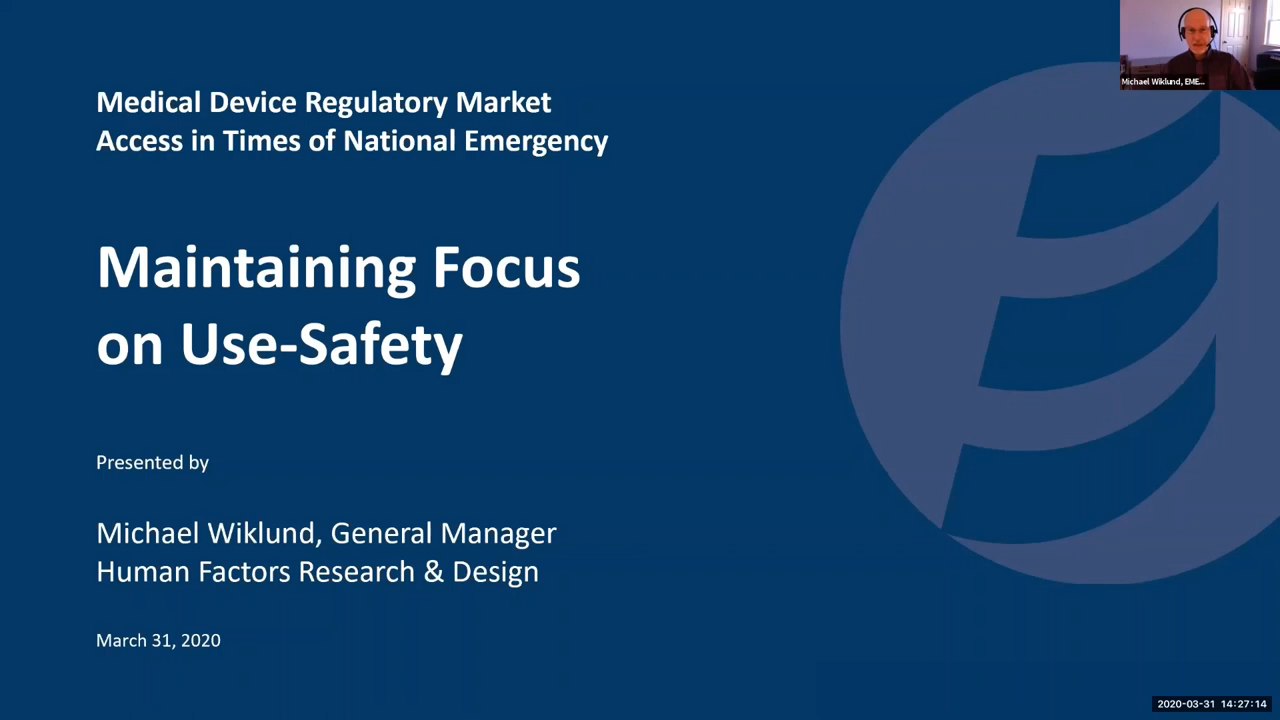 Michael Wiklund, EME...
Medical Device Regulatory Market
Access in Times of National Emergency
Maintaining Focus
on Use-Safety
Presented by
Michael Wiklund, General Manager
Human Factors Research & Design
March 31, 2020
2020-03-31 14:27:14